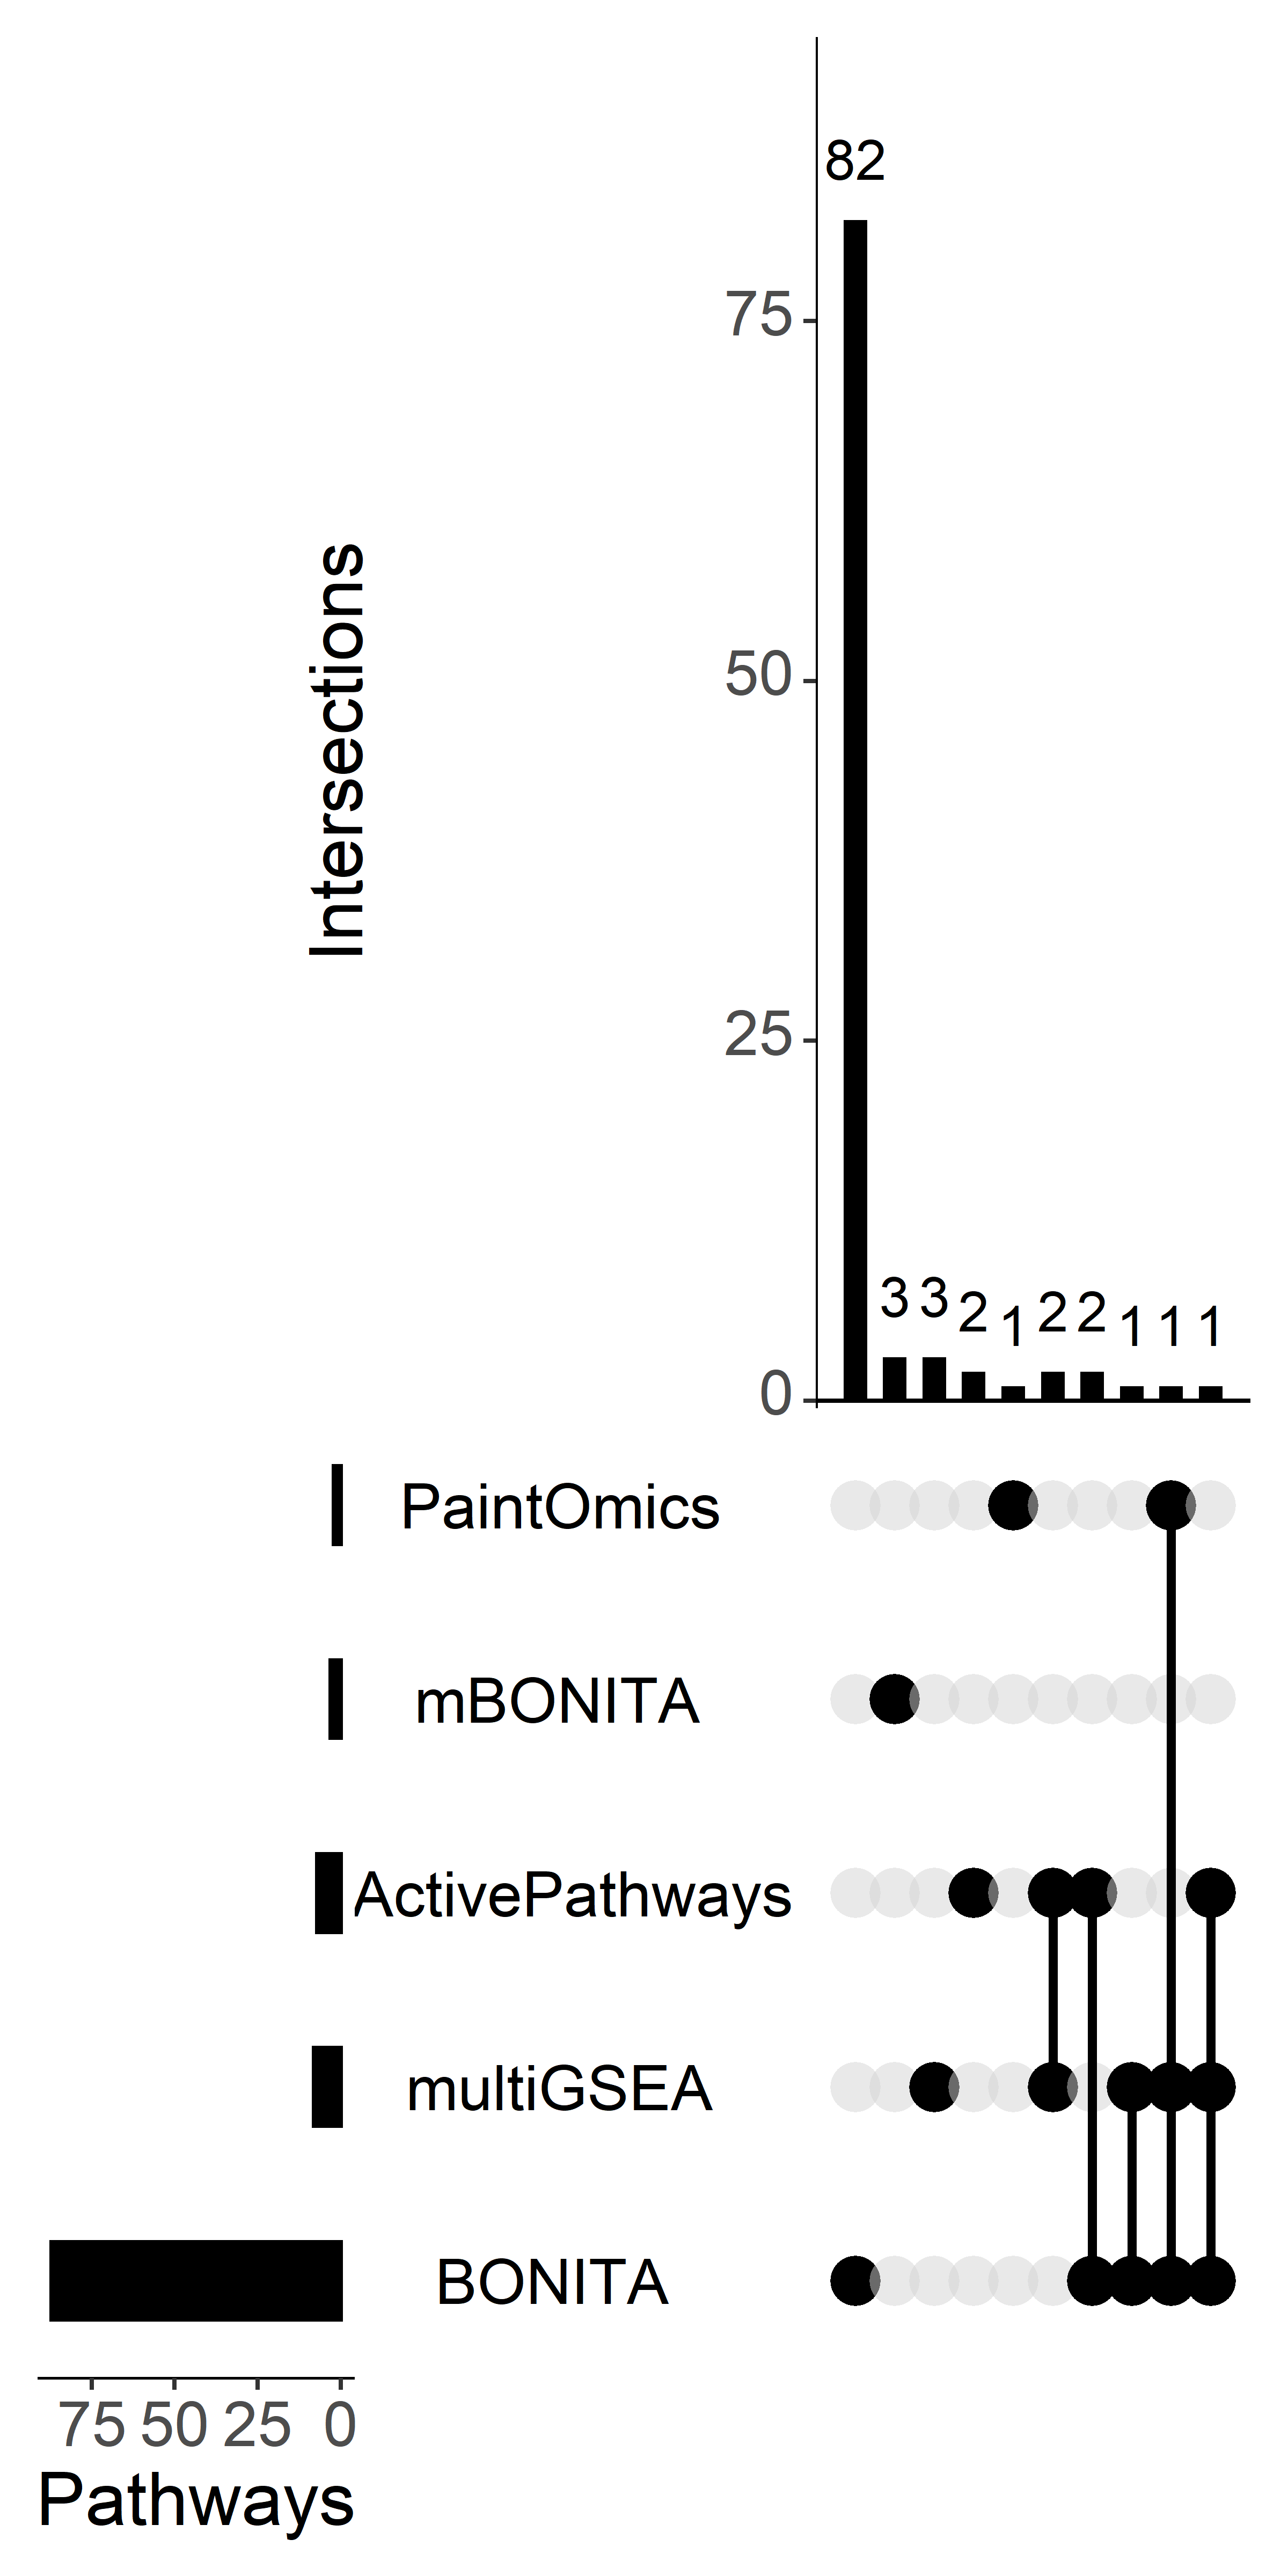 82
75
50
25
0
Intersections
3 3 2 1 2 2 1 1 1
PaintOmics
mBONITA
ActivePathways
multiGSEA
BONITA
75 50 25 0
Pathways